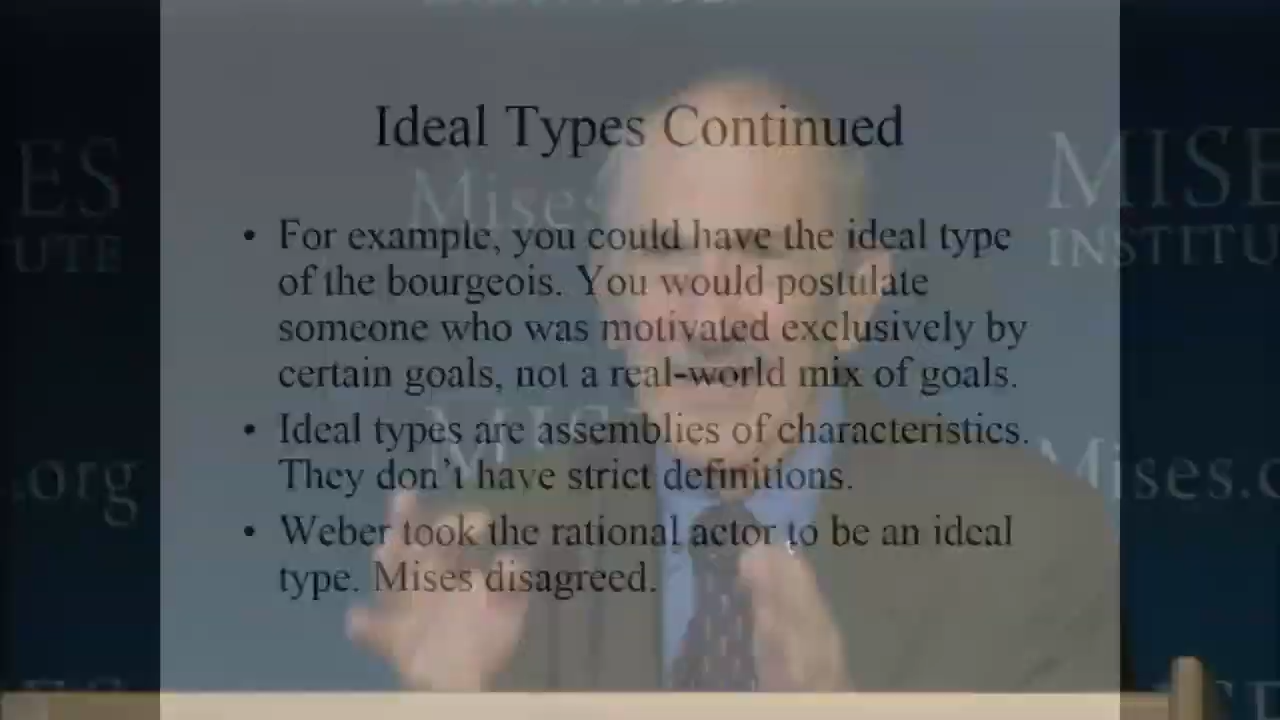 Ideal Types Continued
• For example, you could have the ideal type
of the bourgeois. You would postulate
someone who was motivated exclusively by
certain goals, not a real-world mix of goals.
• Ideal types are assemblies of characteristics.
They don't have strict definitions.
• Weber took the rational actor to be an ideal
type. Mises disagreed.
ES
UTE
Mises
MISE
INSTITU
.org
MIS
Mises.c